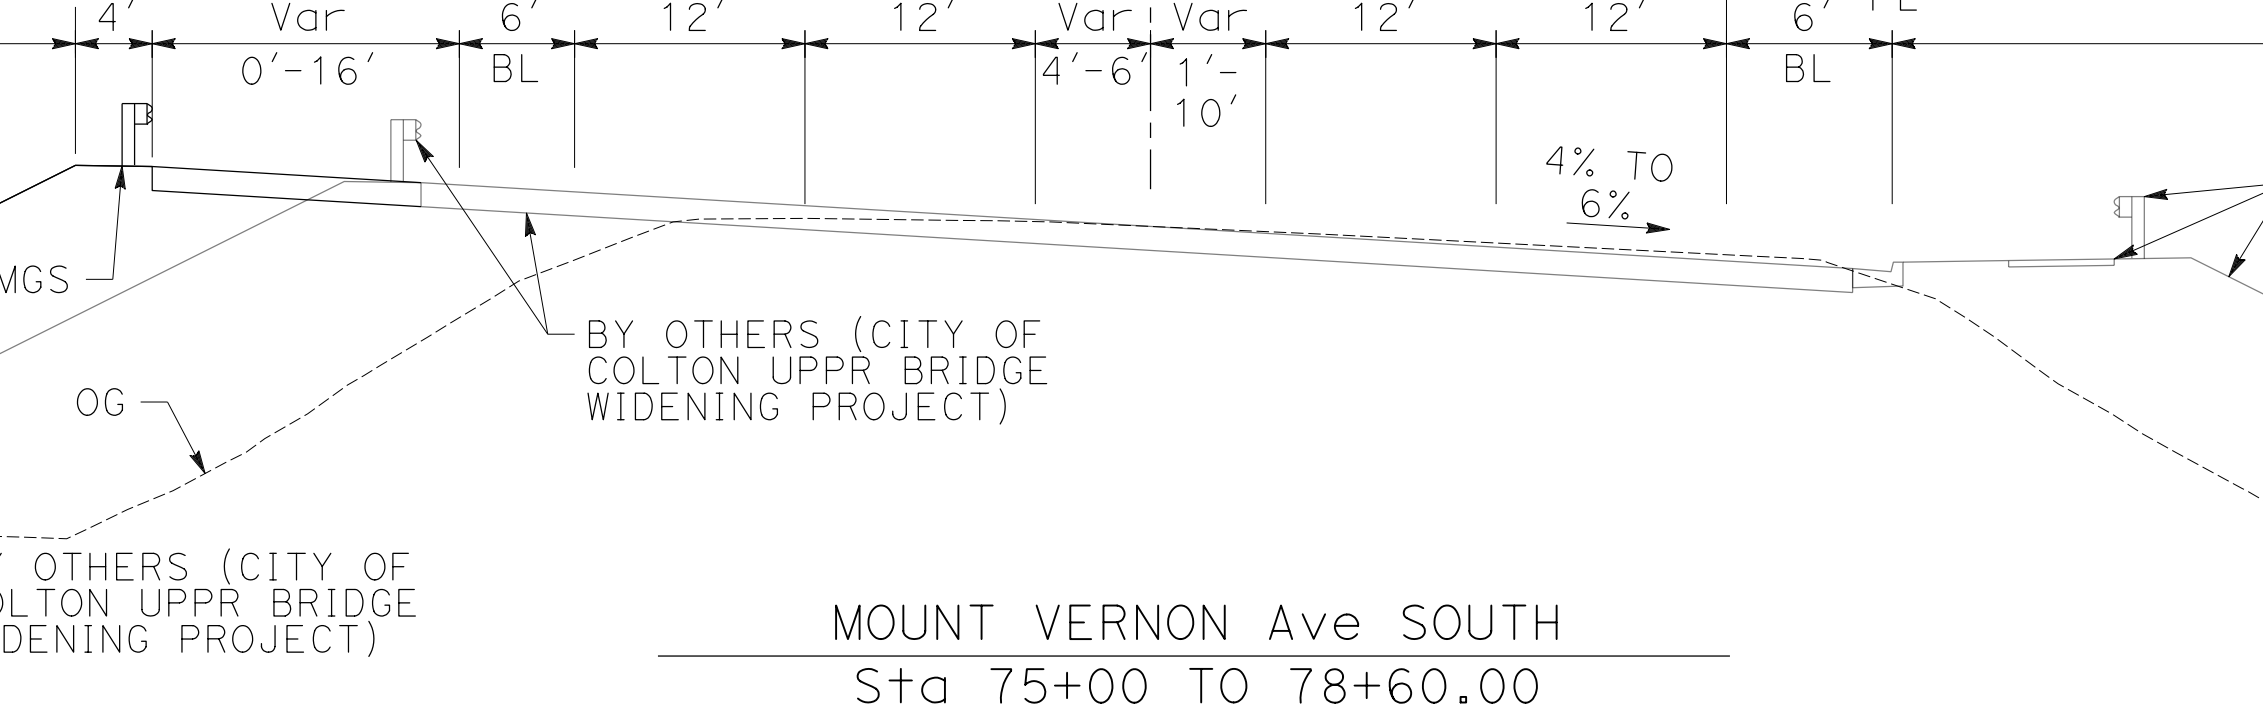 4' Var 6' 12' 12' Var Var 12' 12' 6'
0'-16' BL 4'-6' 1'- BL
10'
4% TO
6%
MGS
BY OTHERS (CITY OF
COLTON UPPR BRIDGE
WIDENING PROJECT)
OG
OTHERS (CITY OF
OLTON UPPR BRIDGE
DENING PROJECT)
MOUNT VERNON Ave SOUTH
Sta 75+00 TO 78+60.00